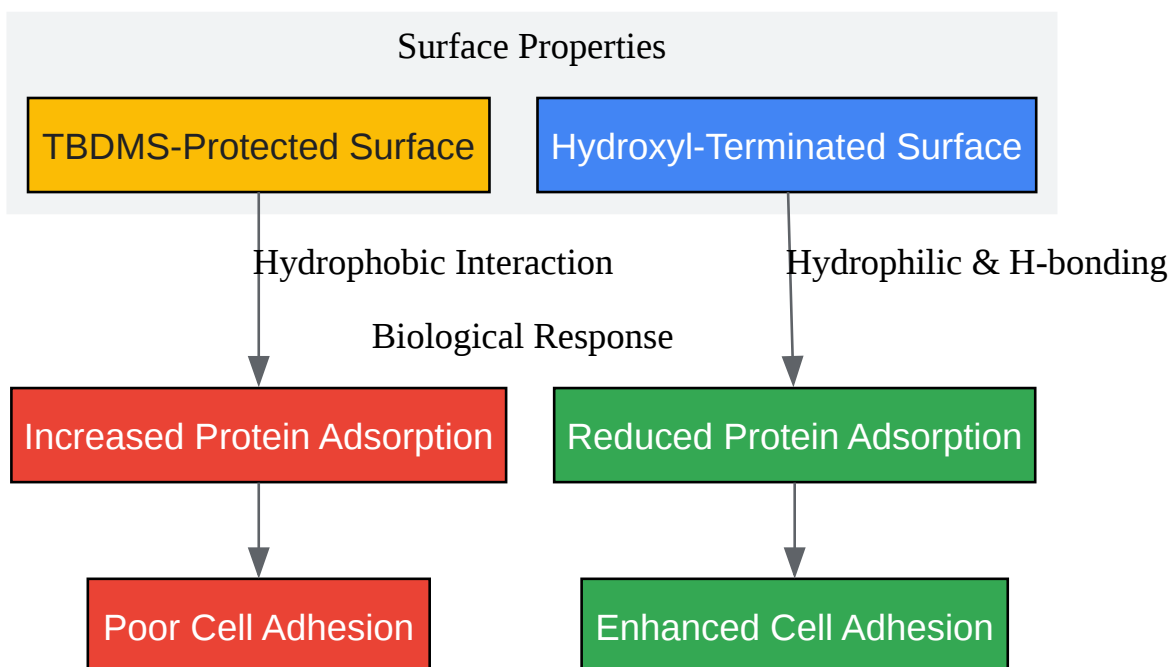 Surface Properties
TBDMS-Protected Surface
Hydroxyl-Terminated Surface
Hydrophobic Interaction
Hydrophilic & H-bonding
Biological Response
Increased Protein Adsorption
Reduced Protein Adsorption
Poor Cell Adhesion
Enhanced Cell Adhesion